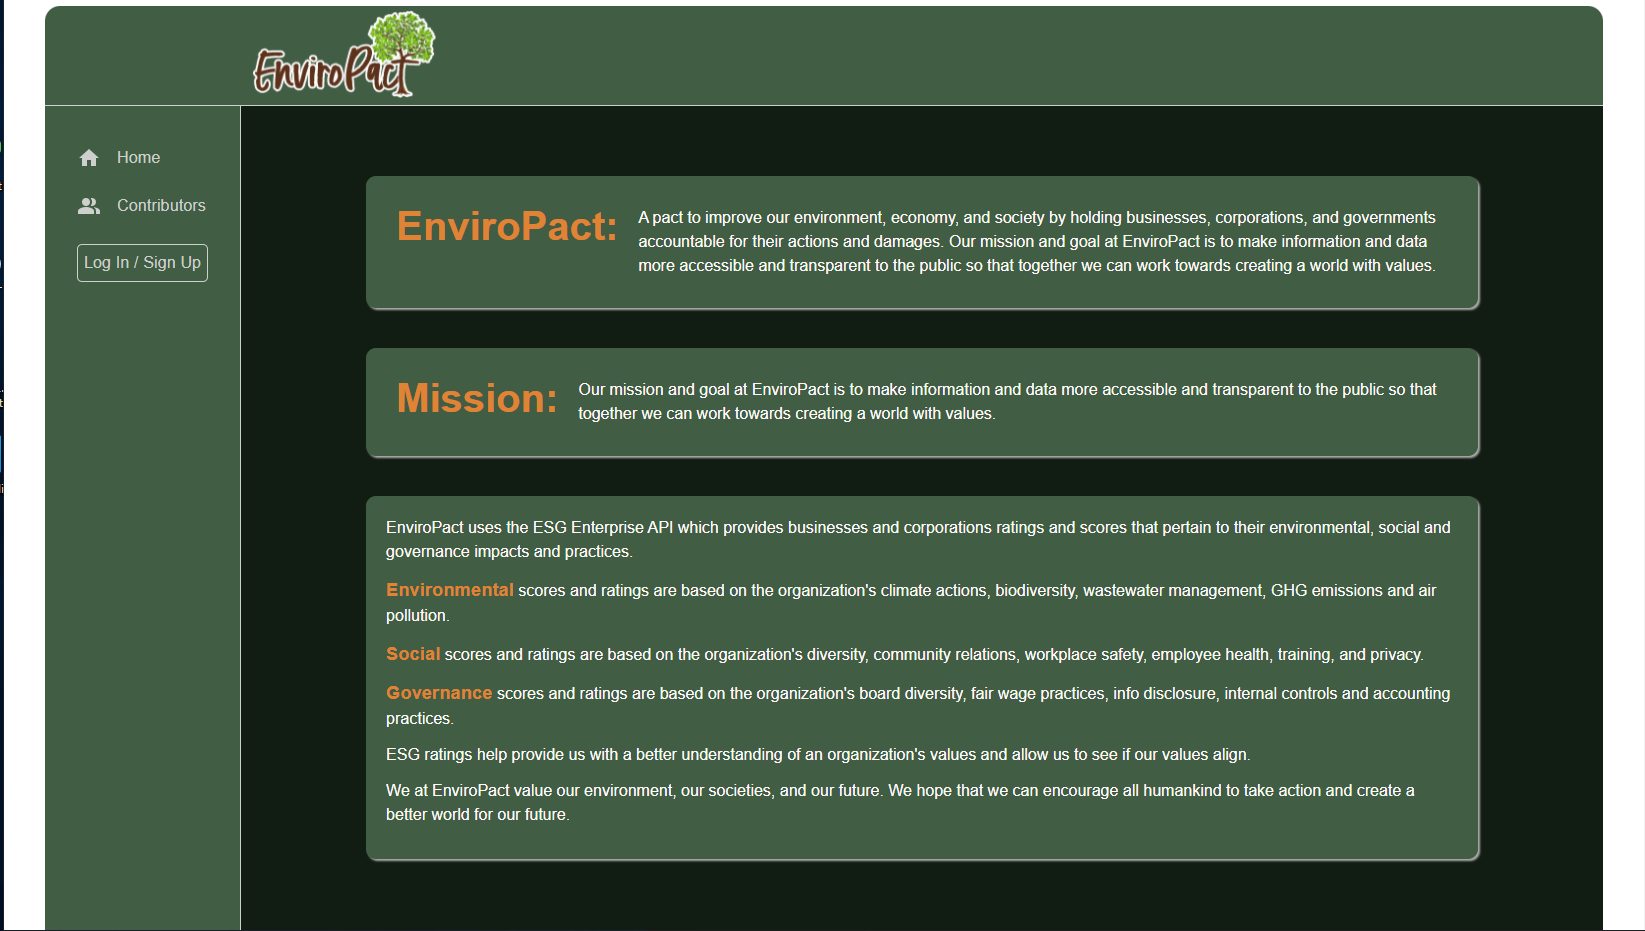 EnviroPact
Home
Contributors
Log In / Sign Up
EnviroPact:
A pact to improve our environment, economy, and society by holding businesses, corporations, and governments
accountable for their actions and damages. Our mission and goal at EnviroPact is to make information and data
more accessible and transparent to the public so that together we can work towards creating a world with values.
Mission:
Our mission and goal at EnviroPact is to make information and data more accessible and transparent to the public so that
together we can work towards creating a world with values.
EnviroPact uses the ESG Enterprise API which provides businesses and corporations ratings and scores that pertain to their environmental, social and
governance impacts and practices.
Environmental scores and ratings are based on the organization's climate actions, biodiversity, wastewater management, GHG emissions and air
pollution.
Social scores and ratings are based on the organization's diversity, community relations, workplace safety, employee health, training, and privacy.
Governance scores and ratings are based on the organization's board diversity, fair wage practices, info disclosure, internal controls and accounting
practices.
ESG ratings help provide us with a better understanding of an organization's values and allow us to see if our values align.
We at EnviroPact value our environment, our societies, and our future. We hope that we can encourage all humankind to take action and create a
better world for our future.